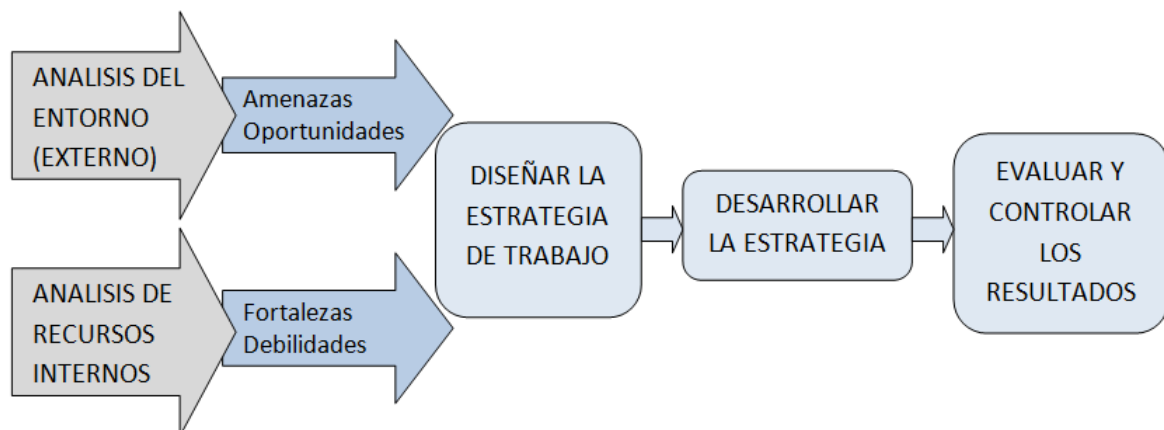 ANALISIS DEL
ENTORNO
(EXTERNO)
Amenazas
Oportunidades
ANALISIS DE
RECURSOS
INTERNOS
Fortalezas
Debilidades
DISEÑAR LA
ESTRATEGIA
DE TRABAJO
DESARROLLAR
LA ESTRATEGIA
EVALUAR Y
CONTROLAR
LOS
RESULTADOS